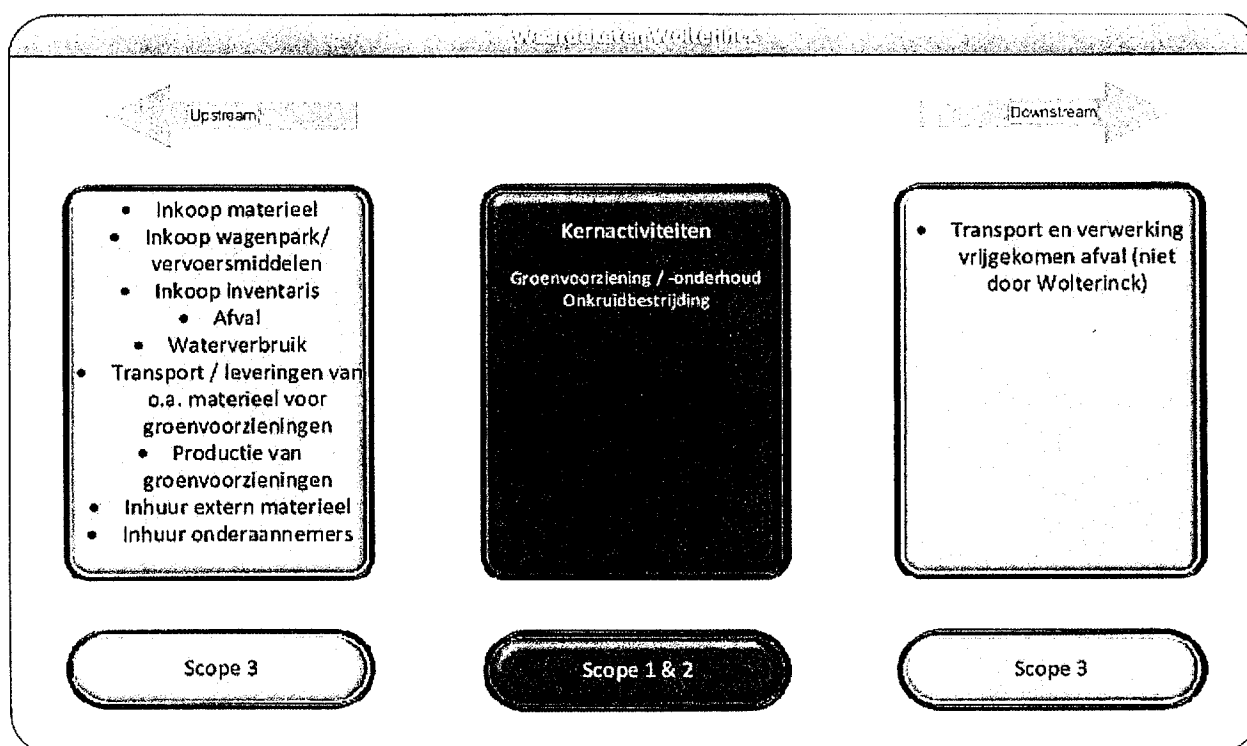 Waardeketen Wolterinck
Upstream
Downstream
• Inkoop materieel
• Inkoop wagenpark/
vervoersmiddelen
• Inkoop inventaris
• Afval
• Waterverbruik
• Transport / leveringen van
o.a. materieel voor
groenvoorzieningen
• Productie van
groenvoorzieningen
• Inhuur extern materieel
• Inhuur onderaannemers
Kernactiviteiten
Groenvoorziening / -onderhoud
Onkruidbestrijding
• Transport en verwerking
vrijgekomen afval (niet
door Wolterinck)
Scope 3
Scope 1 & 2
Scope 3